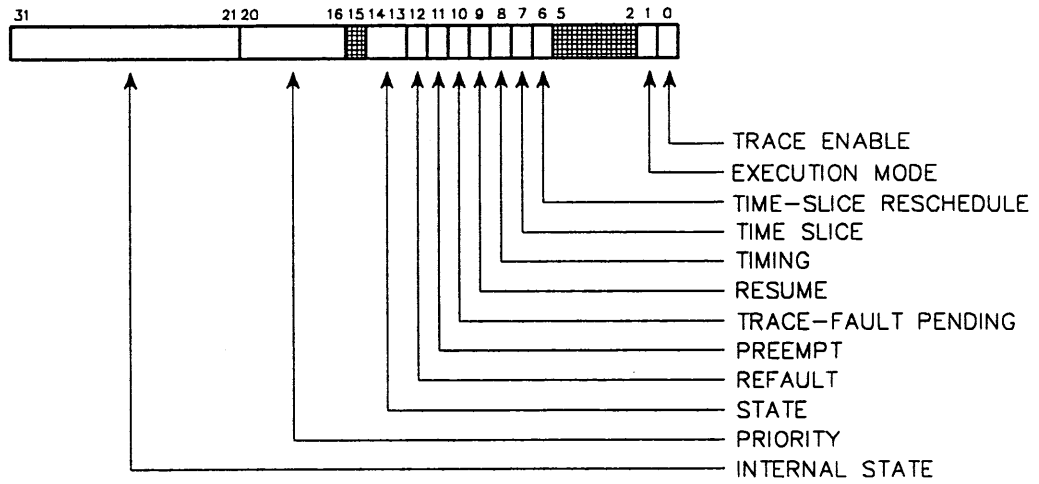 31 21 20 16 15 14 13 12 11 10 9 8 7 6 5 2 1 0
TRACE ENABLE
EXECUTION MODE
TIME-SLICE RESCHEDULE
TIME SLICE
TIMING
RESUME
TRACE-FAULT PENDING
PREEMPT
REFAULT
STATE
PRIORITY
INTERNAL STATE